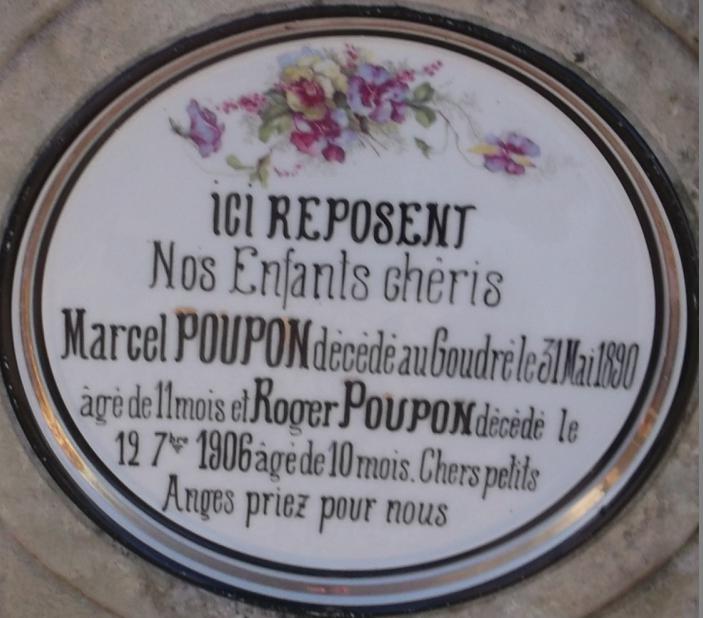 ICI REPOSENT
Nos Enfants chéris
Marcel POUPON décédé au Goudré le 31 Mai 1890
âgé de 11 mois et Roger POUPON décédé le
12 7bre 1906 âgé de 10 mois. Chers petits
Anges priez pour nous